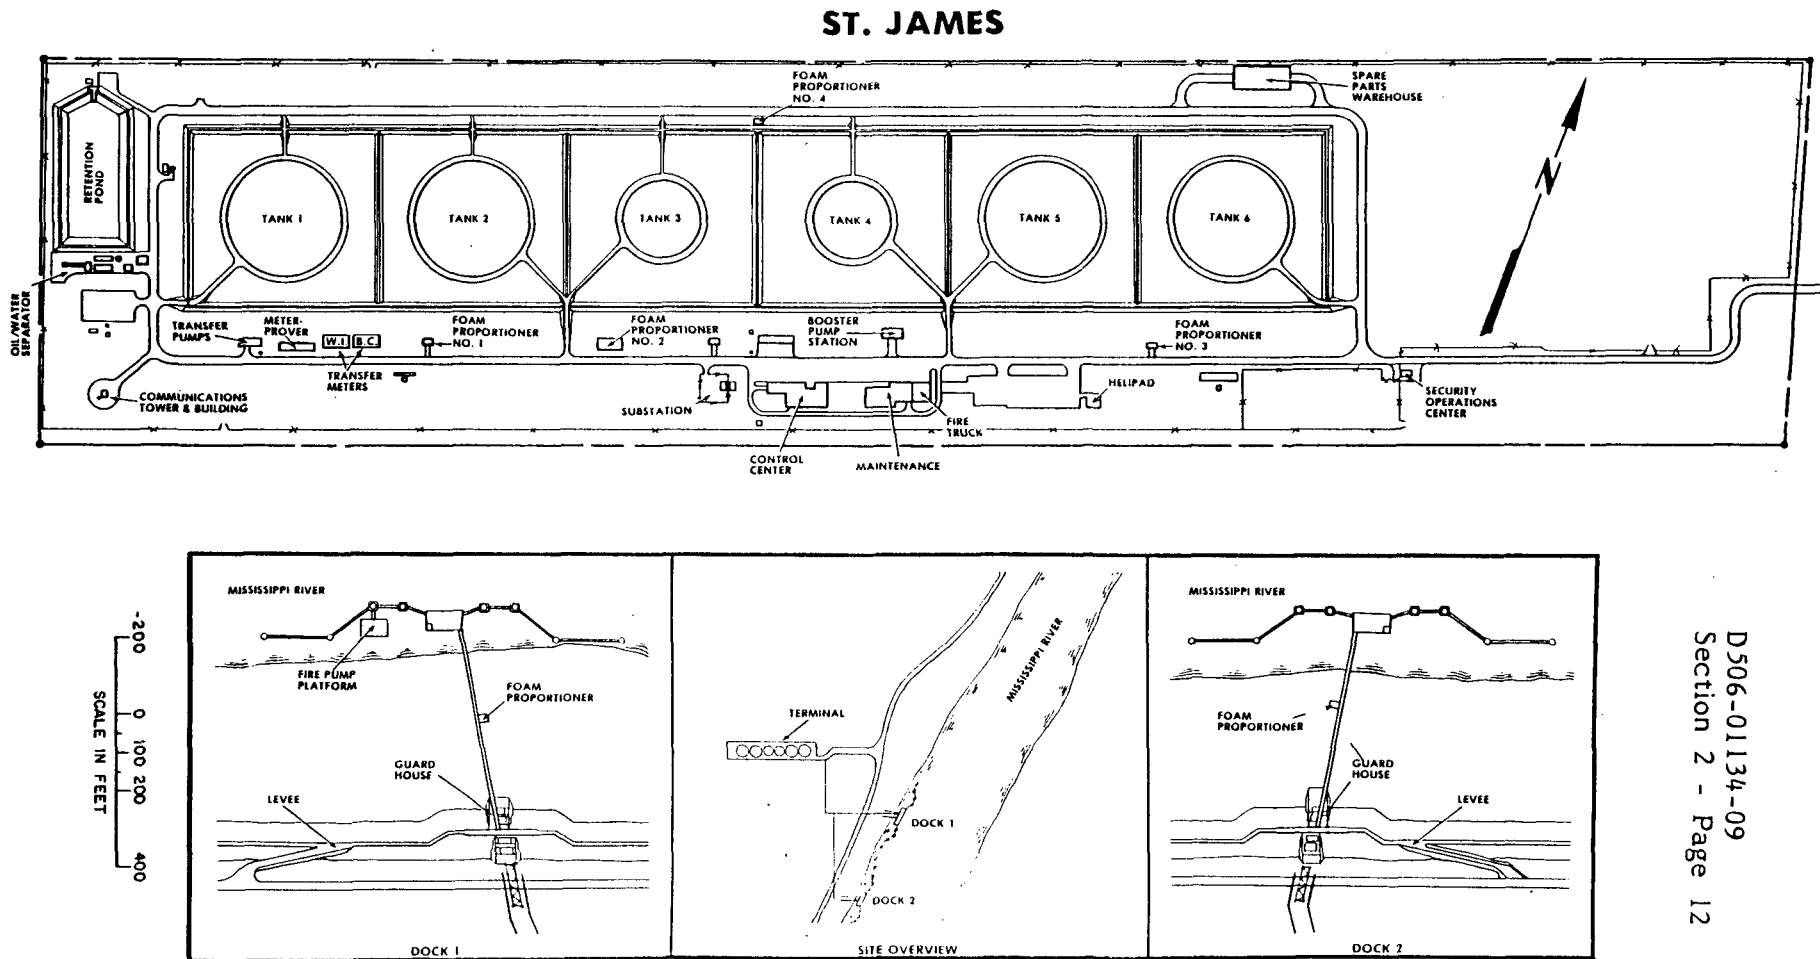 ST. JAMES
FOAM
PROPORTIONER
NO. 4
SPARE
PARTS
WAREHOUSE
RETENTION
POND
N
TANK 1
TANK 2
TANK 3
TANK 4
TANK 5
TANK 6
OIL/WATER
SEPARATOR
TRANSFER
PUMPS
METER-
PROVER
W.I.
B.C.
TRANSFER
METERS
FOAM
PROPORTIONER
NO. 1
FOAM
PROPORTIONER
NO. 2
BOOSTER
PUMP
STATION
FOAM
PROPORTIONER
NO. 3
COMMUNICATIONS
TOWER & BUILDING
SUBSTATION
HELIPAD
SECURITY
OPERATIONS
CENTER
FIRE
TRUCK
CONTROL
CENTER
MAINTENANCE
-200
0
100
200
400
SCALE IN FEET
MISSISSIPPI RIVER
FIRE PUMP
PLATFORM
FOAM
PROPORTIONER
GUARD
HOUSE
LEVEE
DOCK 1
MISSISSIPPI RIVER
TERMINAL
DOCK 1
DOCK 2
SITE OVERVIEW
MISSISSIPPI RIVER
FOAM
PROPORTIONER
GUARD
HOUSE
LEVEE
DOCK 2
D506-01134-09
Section 2 - Page 12